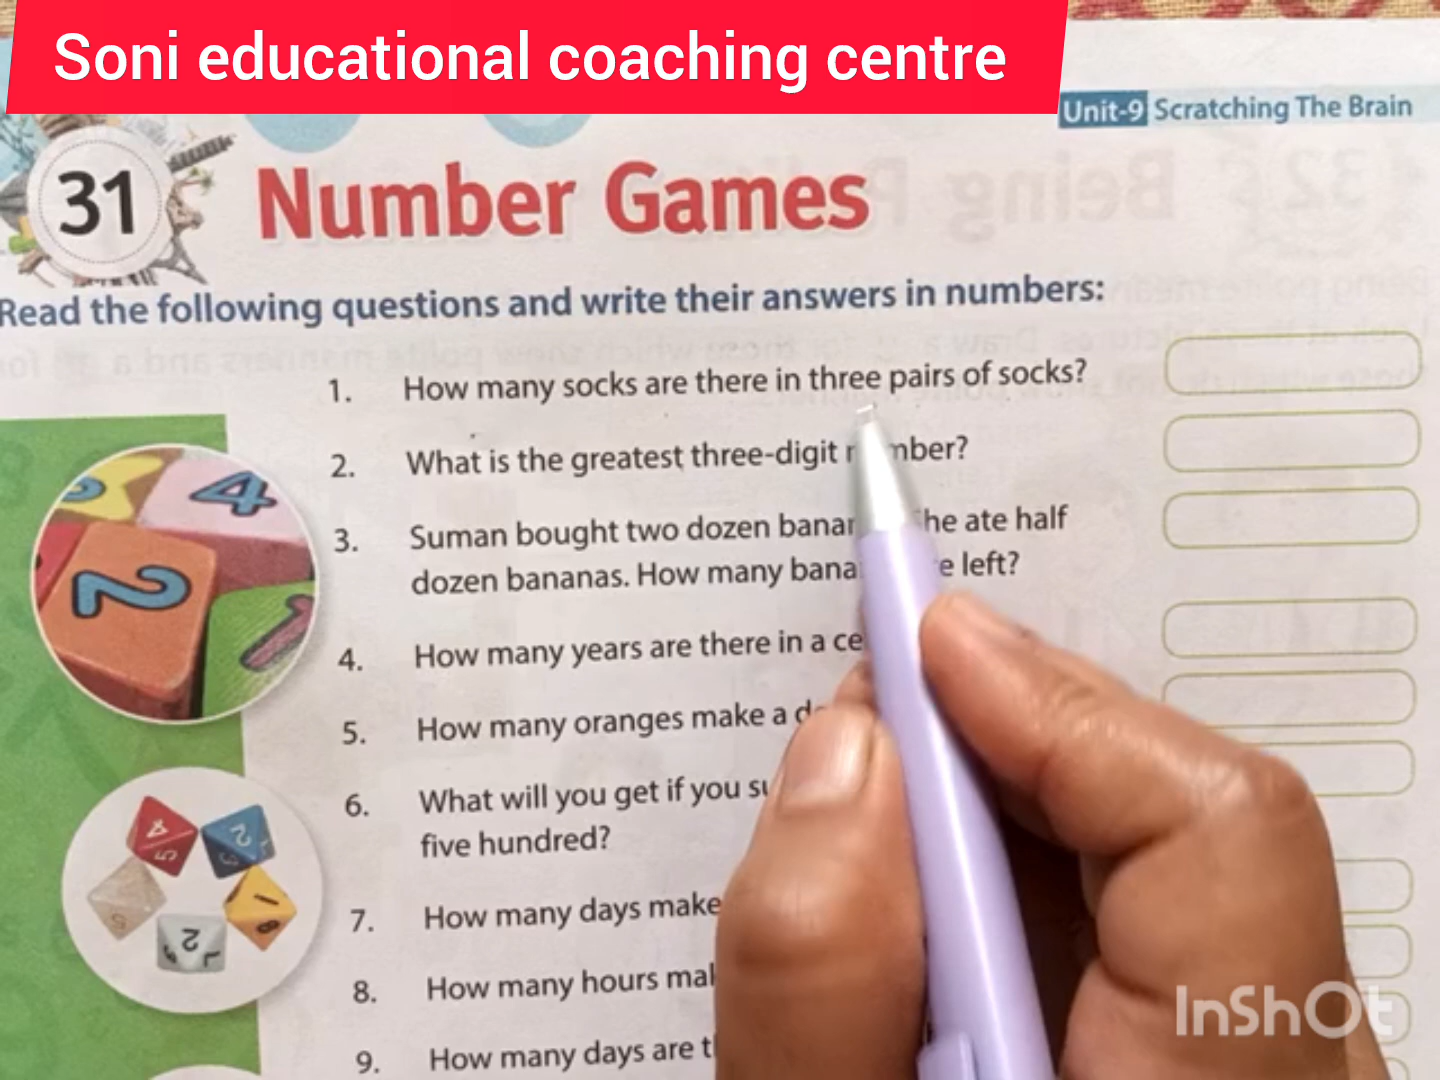 Soni educational coaching centre
Unit-9 Scratching The Brain
31
Number Games
Read the following questions and write their answers in numbers:
1. How many socks are there in three pairs of socks?
2. What is the greatest three-digit
3. Suman bought two dozen ate half
dozen bananas. How many left?
4. How many years are there in a
5. How many oranges make a
6. What will you get if you
five hundred?
7. How many days make
8. How many hours
9. How many days are
InShOt